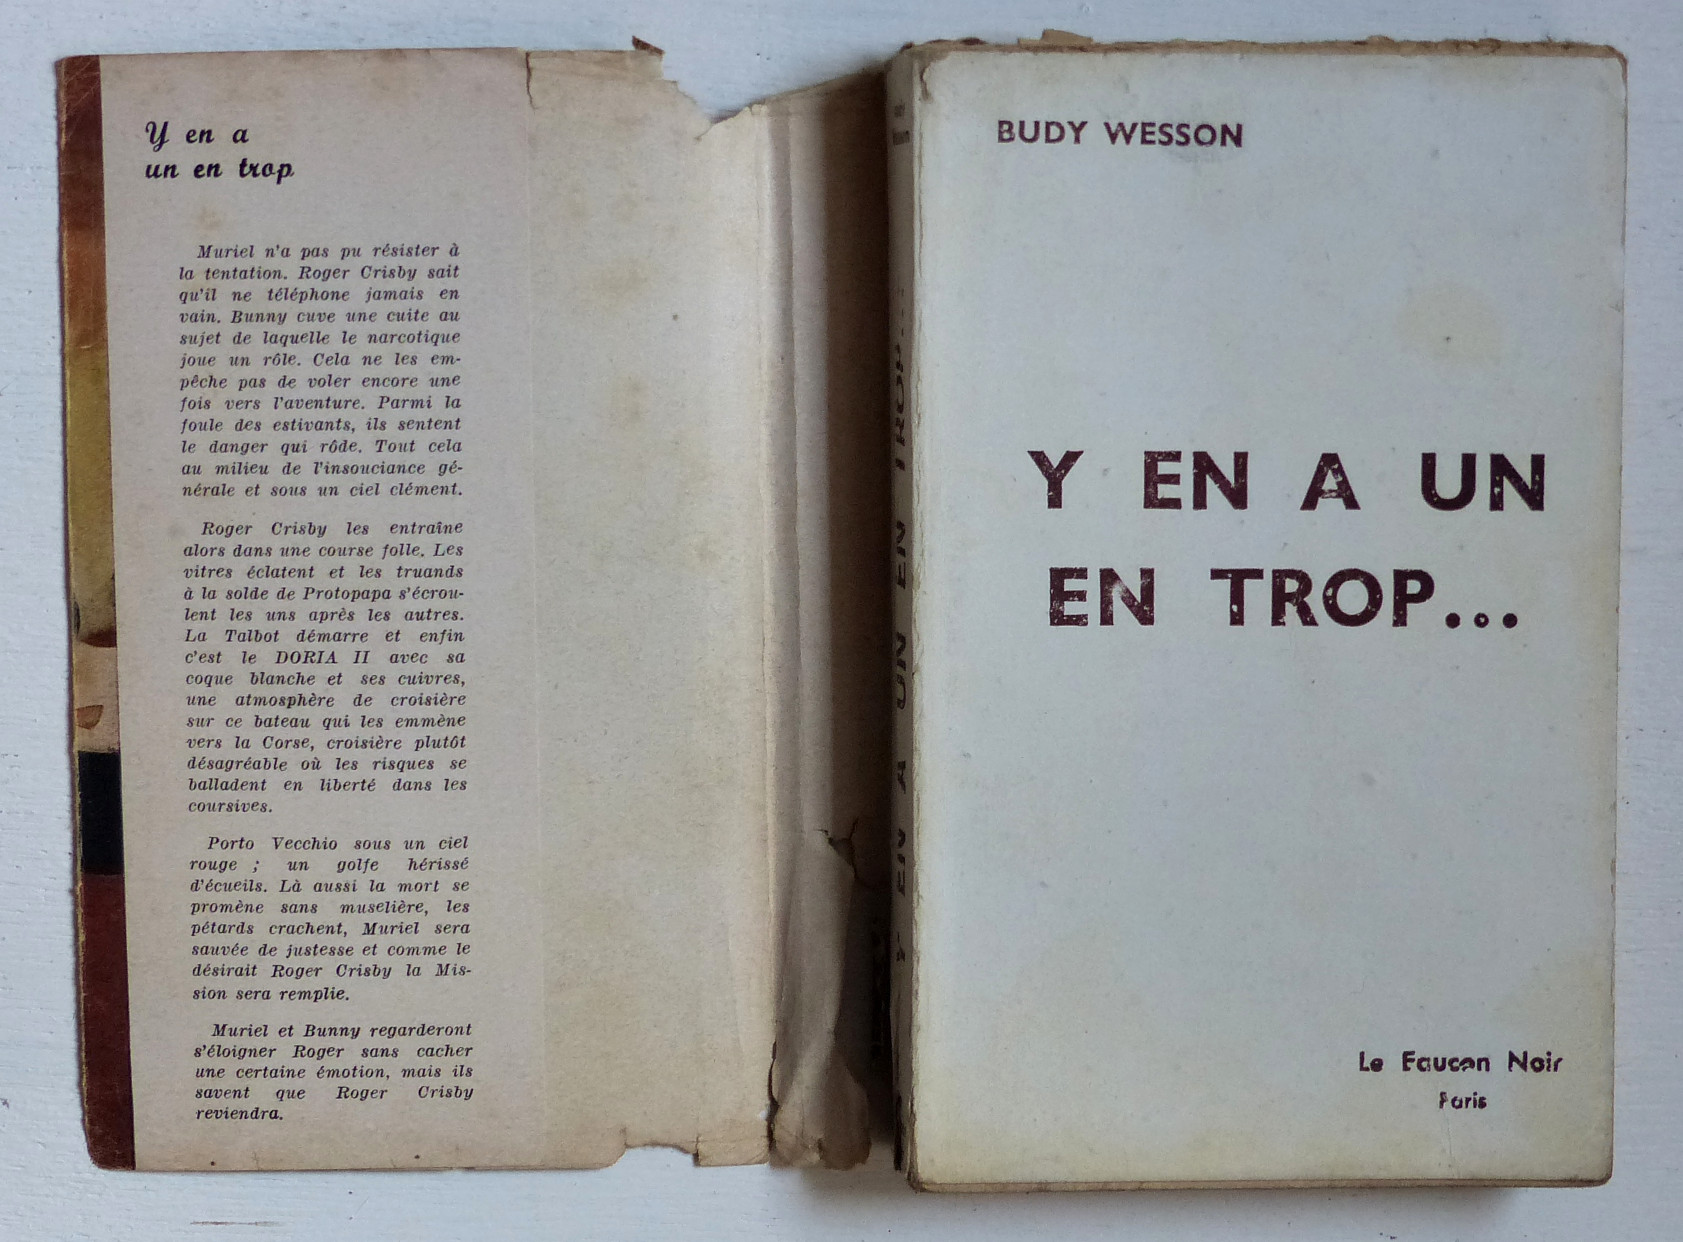 Y en a
un en trop
Muriel n'a pas pu résister à
la tentation. Roger Crisby sait
qu'il ne téléphone jamais en
vain. Bunny cuve une cuite au
sujet de laquelle le narcotique
joue un rôle. Cela ne les em-
pêche pas de voler encore une
fois vers l'aventure. Parmi la
foule des estivants, ils sentent
le danger qui rôde. Tout cela
au milieu de l'insouciance gé-
nérale et sous un ciel clément.
Roger Crisby les entraîne
alors dans une course folle. Les
vitres éclatent et les truands
à la solde de Protopapa s'écrou-
lent les uns après les autres.
La Talbot démarre et enfin
c'est le DORIA II avec sa
coque blanche et ses cuivres,
une atmosphère de croisière
sur ce bateau qui les emmène
vers la Corse, croisière plutôt
désagréable où les risques se
balladent en liberté dans les
coursives.
Porto Vecchio sous un ciel
rouge ; un golfe hérissé
d'écueils. Là aussi la mort se
promène sans muselière, les
pétards crachent, Muriel sera
sauvée de justesse et comme le
désirait Roger Crisby la Mis-
sion sera remplie.
Muriel et Bunny regarderont
s'éloigner Roger sans cacher
une certaine émotion, mais ils
savent que Roger Crisby
reviendra.
Y EN A UN EN TROP...
BUDY WESSON
Y EN A UN
EN TROP...
Le Faucon Noir
Paris